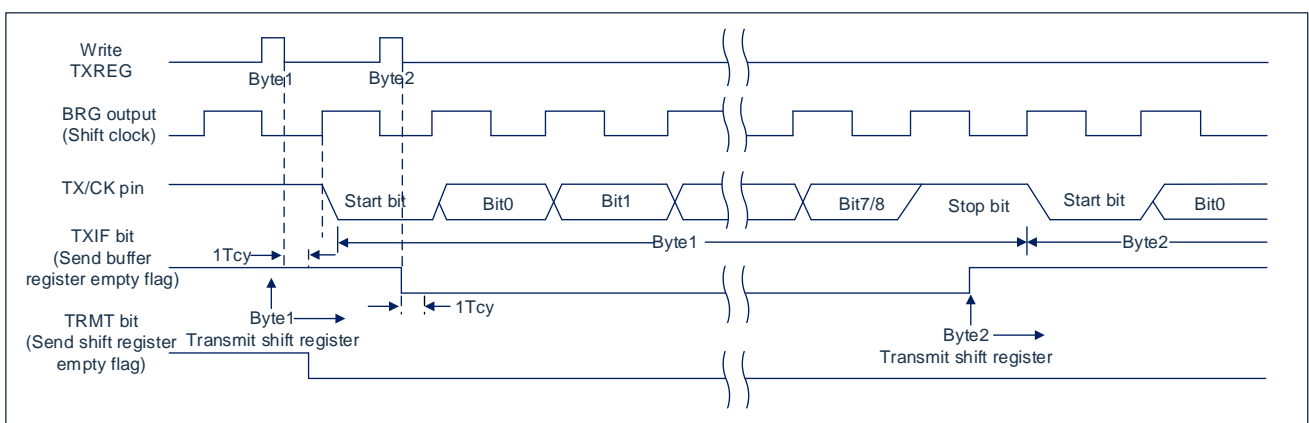 Write
TXREG
Byte1
Byte2
BRG output
(Shift clock)
TX/CK pin
Start bit
Bit0
Bit1
Bit7/8
Stop bit
Start bit
Bit0
TXIF bit
(Send buffer
register empty flag)
1Tcy
Byte1
Byte2
1Tcy
Byte1
Transmit shift register
Byte2
Transmit shift register
TRMT bit
(Send shift register
empty flag)